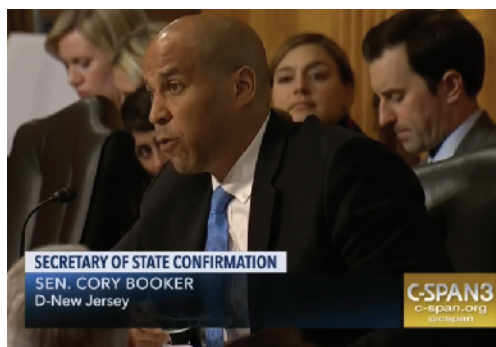 SECRETARY OF STATE CONFIRMATION
SEN. CORY BOOKER
D-New Jersey
C-SPAN3
c-span.org
@cspan